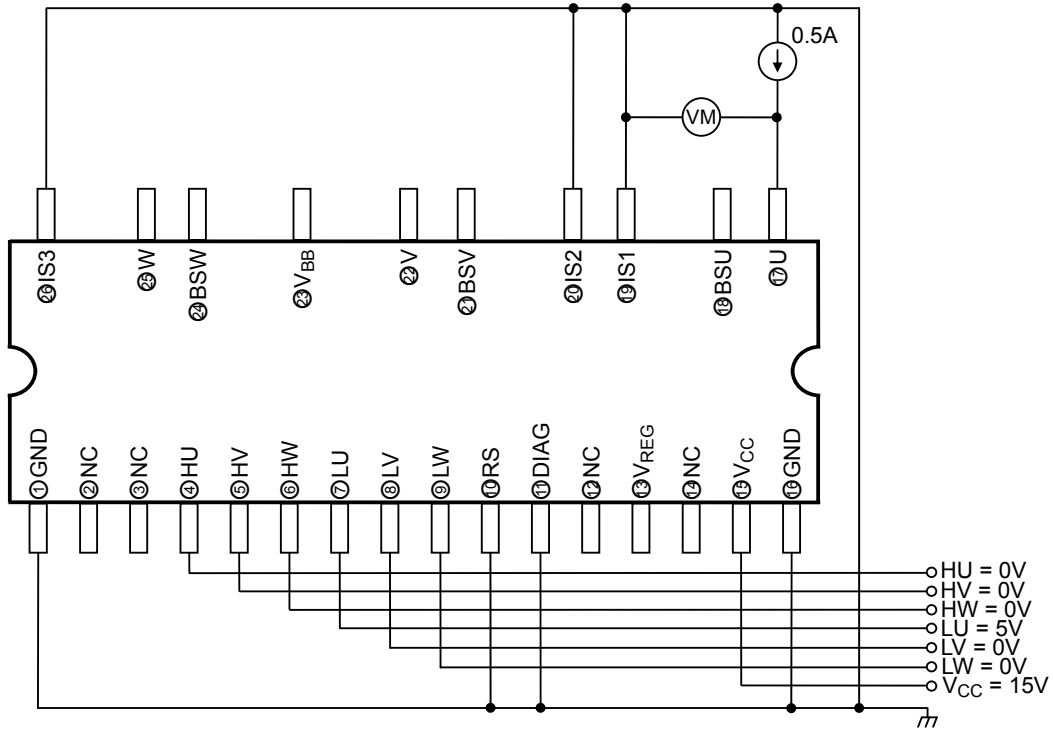 0.5A
VM
㉖IS3
㉕W
㉔BSW
㉓VBB
㉒V
㉑BSV
⑳IS2
⑲IS1
⑱BSU
⑰U
①GND
②NC
③NC
④HU
⑤HV
⑥HW
⑦LU
⑧LV
⑨LW
⑩RS
⑪DIAG
⑫NC
⑬VREG
⑭NC
⑮VCC
⑯GND
HU = 0V
HV = 0V
HW = 0V
LU = 5V
LV = 0V
LW = 0V
VCC = 15V